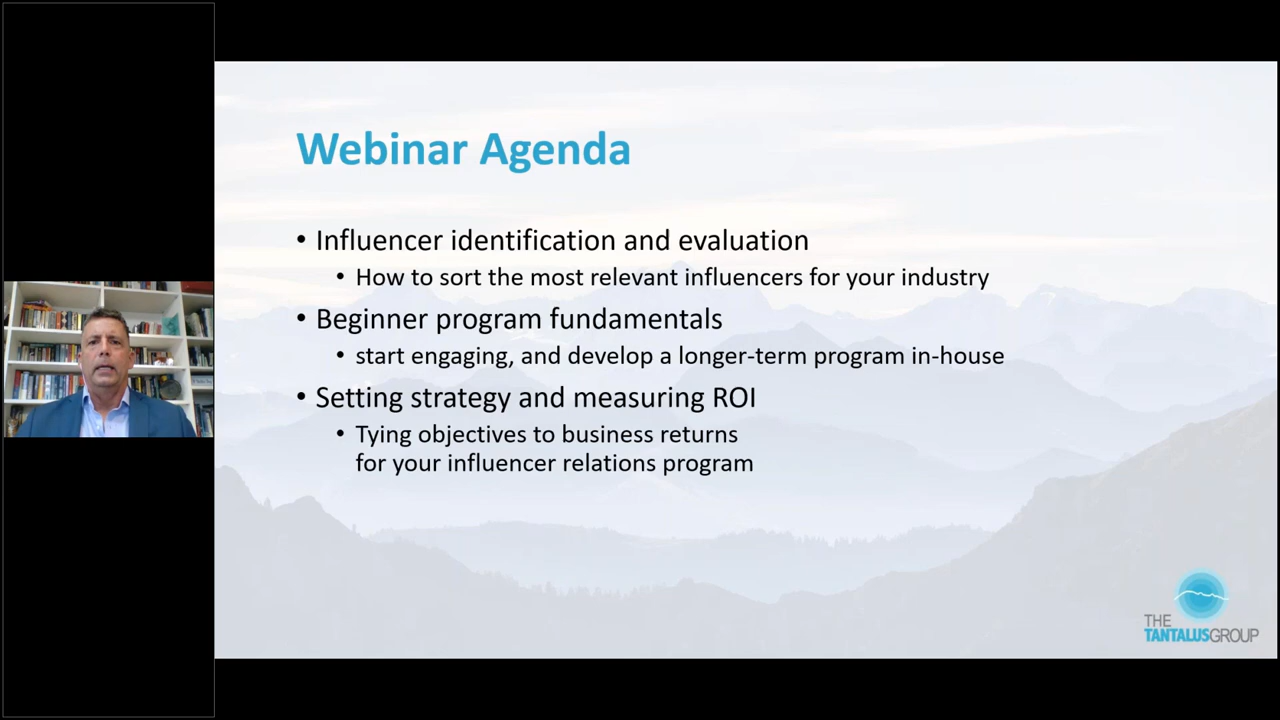 Webinar Agenda
• Influencer identification and evaluation
• How to sort the most relevant influencers for your industry
• Beginner program fundamentals
• start engaging, and develop a longer-term program in-house
• Setting strategy and measuring ROI
• Tying objectives to business returns
for your influencer relations program
THE
TANTALUSGROUP